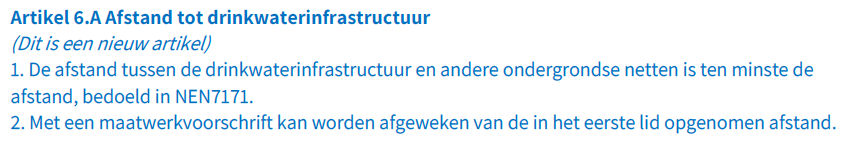 Artikel 6.A Afstand tot drinkwaterinfrastructuur
(Dit is een nieuw artikel)
1. De afstand tussen de drinkwaterinfrastructuur en andere ondergrondse netten is ten minste de
afstand, bedoeld in NEN7171.
2. Met een maatwerkvoorschrift kan worden afgeweken van de in het eerste lid opgenomen afstand.